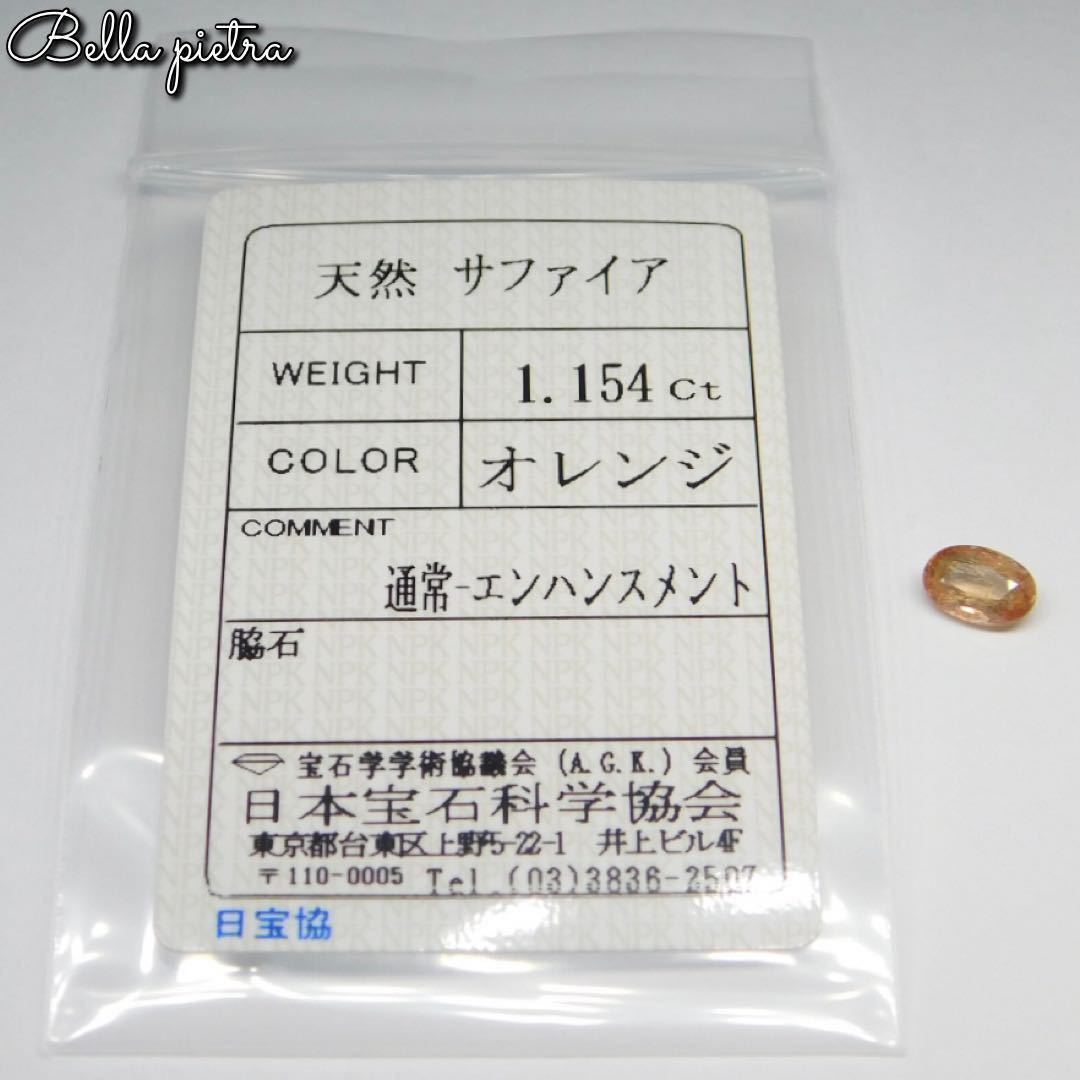 Bella pietra
天然 サファイア
WEIGHT 1.154 Ct
COLOR オレンジ
COMMENT
通常-エンハンスメント
脇石
宝石学学術協議会 (A.G.K.) 会員
日本宝石科学協会
東京都台東区上野5-22-1 井上ビル4F
〒110-0005 Tel.(03)3836-2507
日宝協